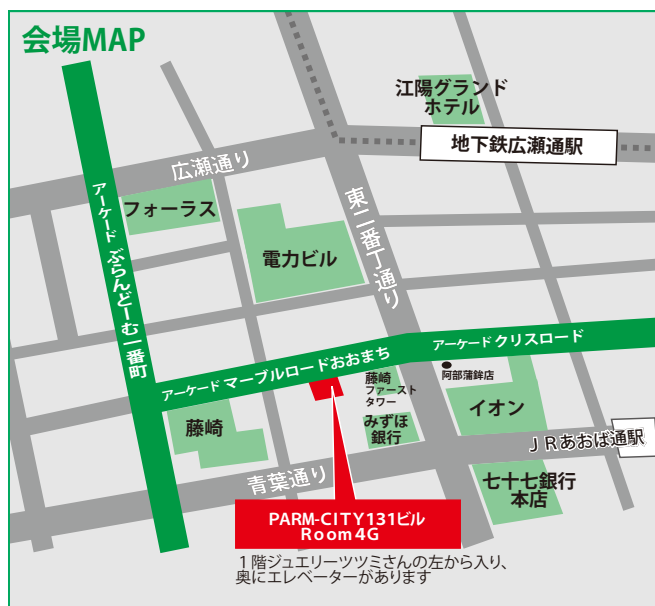 会場MAP
江陽グランド
ホテル
地下鉄広瀬通駅
広瀬通り
東二番丁通り
フォーラス
電力ビル
アーケード ぶらんどーむ一番町
アーケード マーブルロードおおまち
アーケード クリスロード
藤崎
ファースト
タワー
阿部蒲鉾店
イオン
みずほ
銀行
藤崎
青葉通り
ＪＲあおば通駅
七十七銀行
本店
PARM-CITY131ビル
Room4G
１階ジュエリーツツミさんの左から入り、
奥にエレベーターがあります